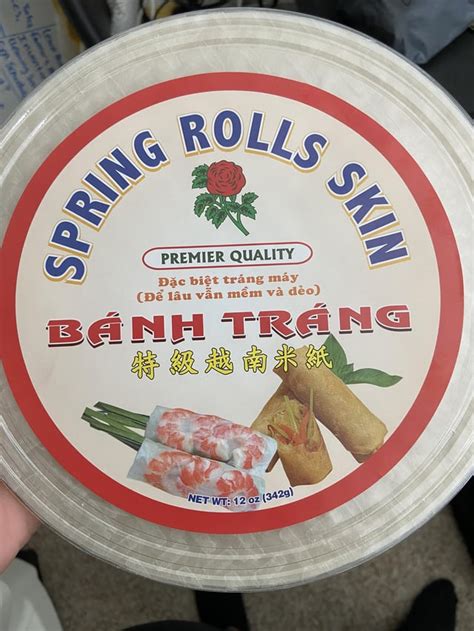 SPRING ROLLS SKIN
PREMIER QUALITY
Đặc biệt tráng máy
(Để lâu vẫn mềm và dẻo)
BÁNH TRÁNG
特級越南米紙
NET WT: 12 oz (342g)